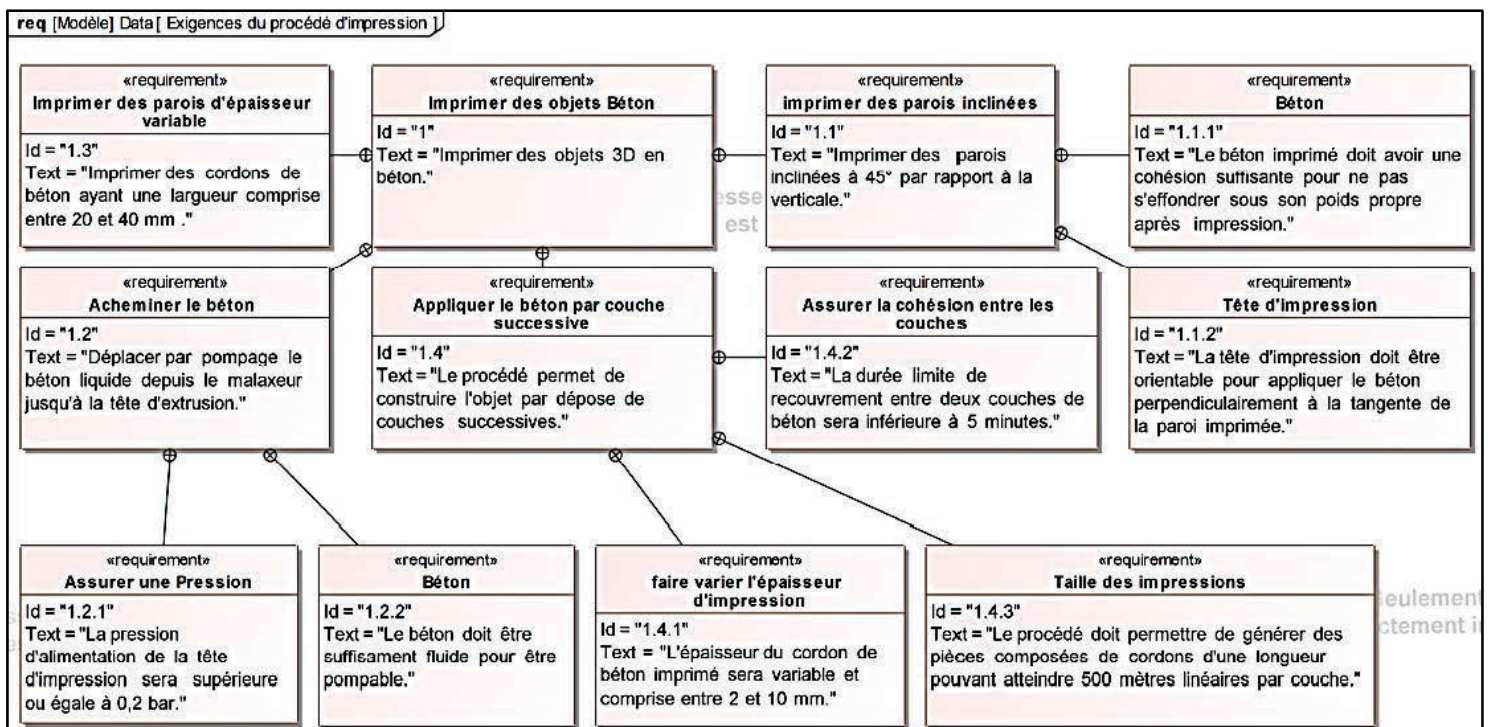 req [Modèle] Data [ Exigences du procédé d'impression ]
«requirement»
Imprimer des parois d'épaisseur
variable
Id = "1.3"
Text = "Imprimer des cordons de
béton ayant une largueur comprise
entre 20 et 40 mm ."
«requirement»
Imprimer des objets Béton
Id = "1"
Text = "Imprimer des objets 3D en
béton."
«requirement»
imprimer des parois inclinées
Id = "1.1"
Text = "Imprimer des parois
inclinées à 45° par rapport à la
verticale."
«requirement»
Béton
Id = "1.1.1"
Text = "Le béton imprimé doit avoir une
cohésion suffisante pour ne pas
s'effondrer sous son poids propre
après impression."
est
«requirement»
Acheminer le béton
Id = "1.2"
Text = "Déplacer par pompage le
béton liquide depuis le malaxeur
jusqu'à la tête d'extrusion."
«requirement»
Appliquer le béton par couche
successive
Id = "1.4"
Text = "Le procédé permet de
construire l'objet par dépose de
couches successives."
«requirement»
Assurer la cohésion entre les
couches
Id = "1.4.2"
Text = "La durée limite de
recouvrement entre deux couches de
béton sera inférieure à 5 minutes."
«requirement»
Tête d'impression
Id = "1.1.2"
Text = "La tête d'impression doit être
orientable pour appliquer le béton
perpendiculairement à la tangente de
la paroi imprimée."
«requirement»
Assurer une Pression
Id = "1.2.1"
Text = "La pression
d'alimentation de la tête
d'impression sera supérieure
ou égale à 0,2 bar."
«requirement»
Béton
Id = "1.2.2"
Text = "Le béton doit être
suffisament fluide pour être
pompable."
«requirement»
faire varier l'épaisseur
d'impression
Id = "1.4.1"
Text = "L'épaisseur du cordon de
béton imprimé sera variable et
comprise entre 2 et 10 mm."
«requirement»
Taille des impressions
Id = "1.4.3"
Text = "Le procédé doit permettre de générer des
pièces composées de cordons d'une longueur
pouvant atteindre 500 mètres linéaires par couche."